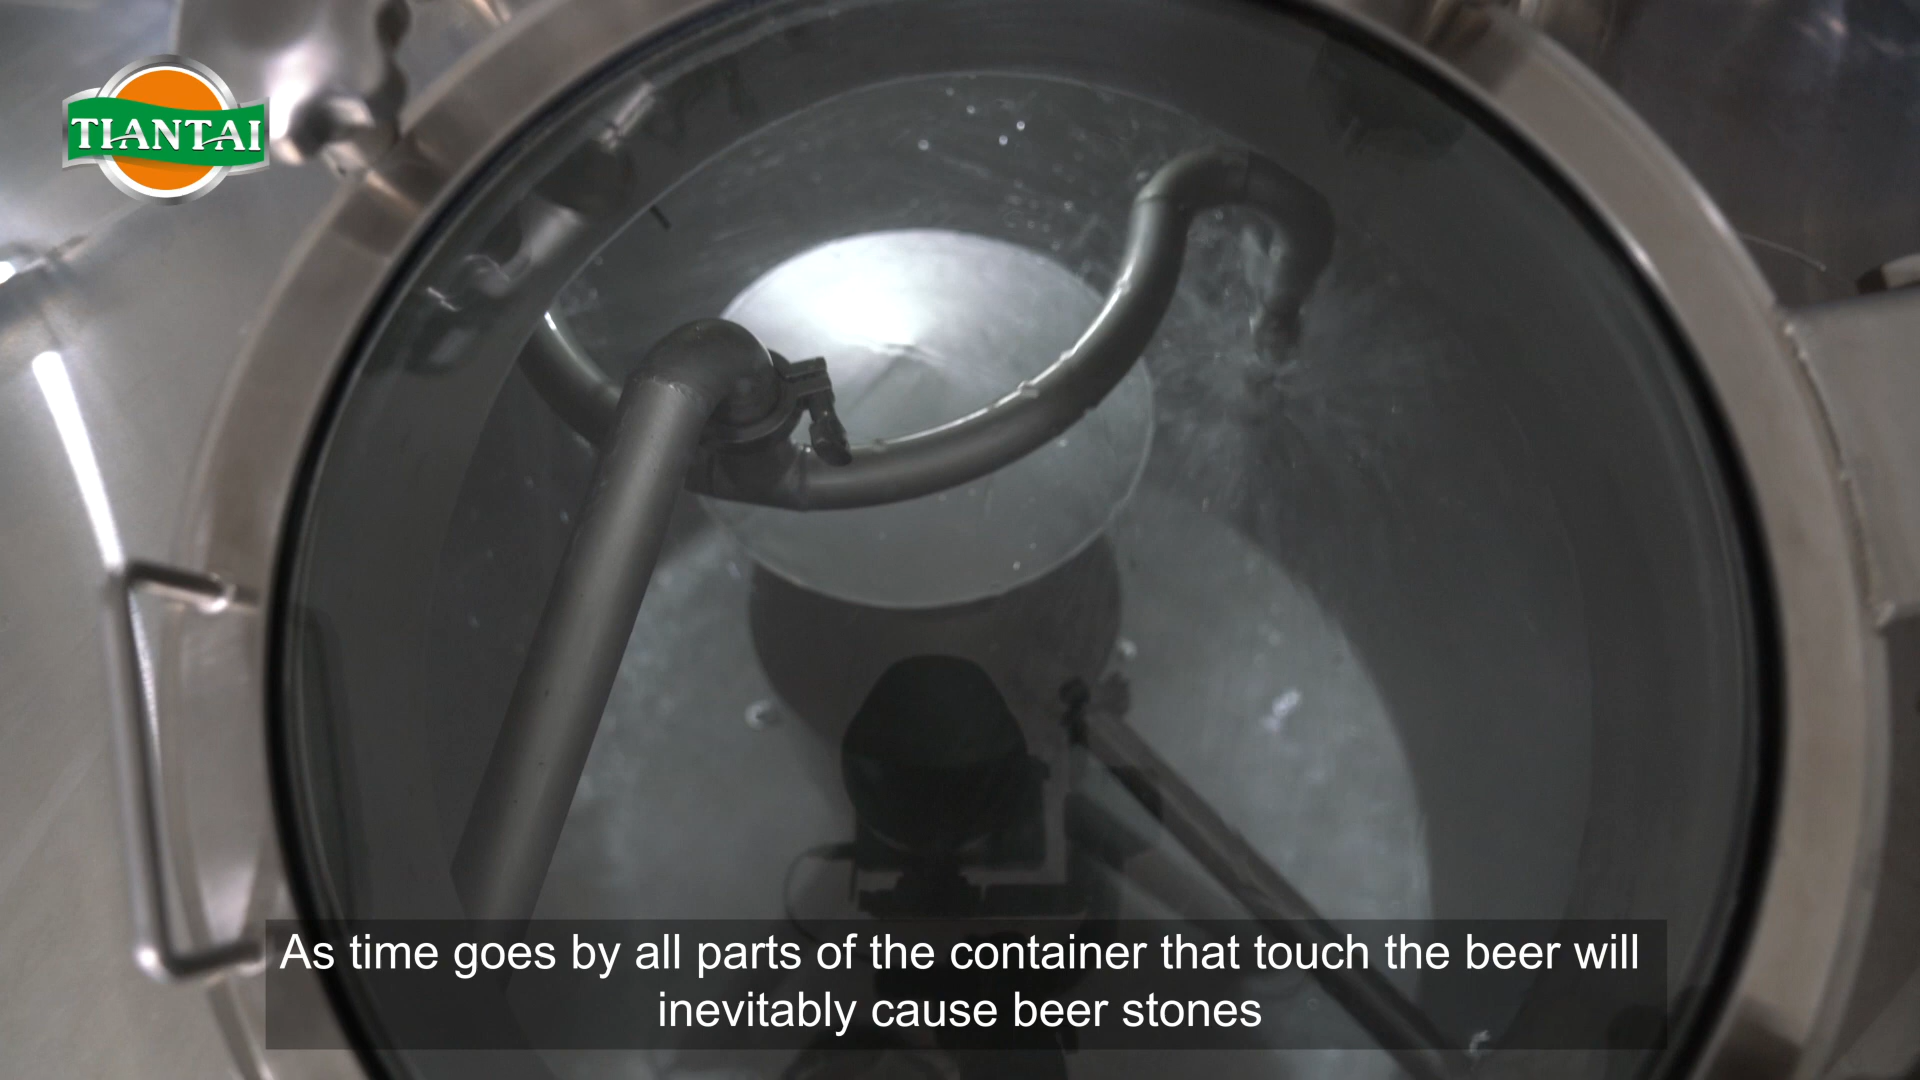 TIANTAI
As time goes by all parts of the container that touch the beer will
inevitably cause beer stones